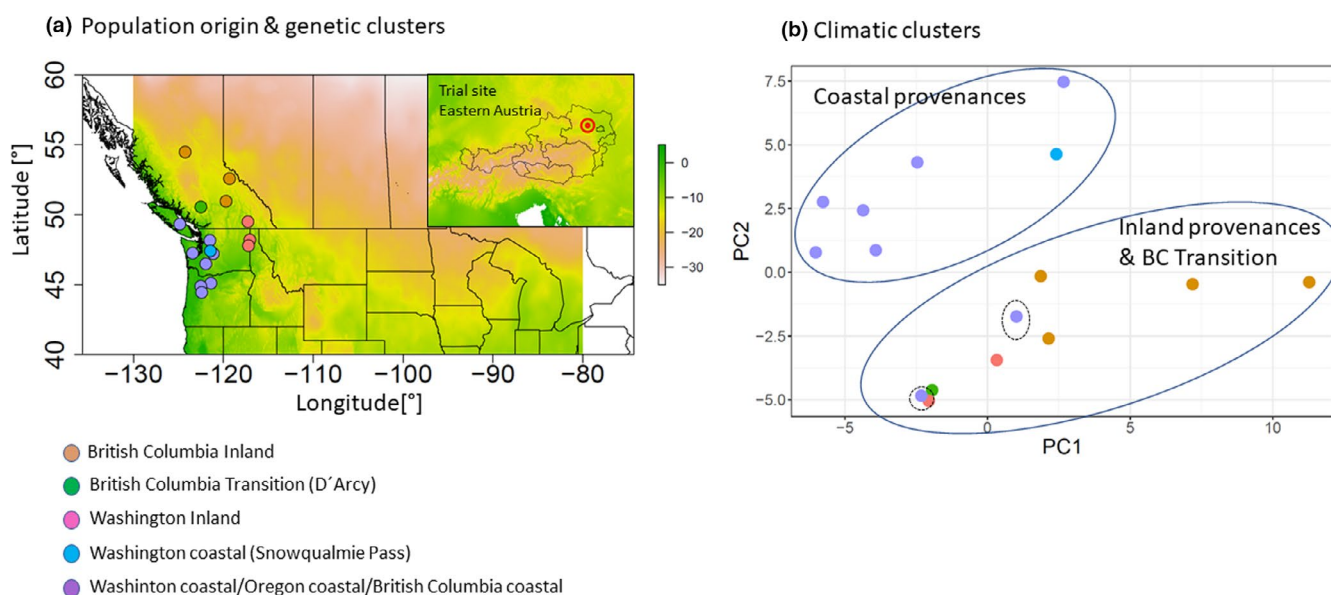 (a) Population origin & genetic clusters
60
55
50
45
40
Latitude [°]
−130
−120
−110
−100
−90
−80
Longitude[°]
Trial site
Eastern Austria
0
−10
−20
−30
British Columbia Inland
British Columbia Transition (D´Arcy)
Washington Inland
Washington coastal (Snowqualmie Pass)
Washinton coastal/Oregon coastal/British Columbia coastal
(b) Climatic clusters
7.5
5.0
2.5
0.0
−2.5
−5.0
PC2
Coastal provenances
Inland provenances
& BC Transition
−5
0
5
10
PC1